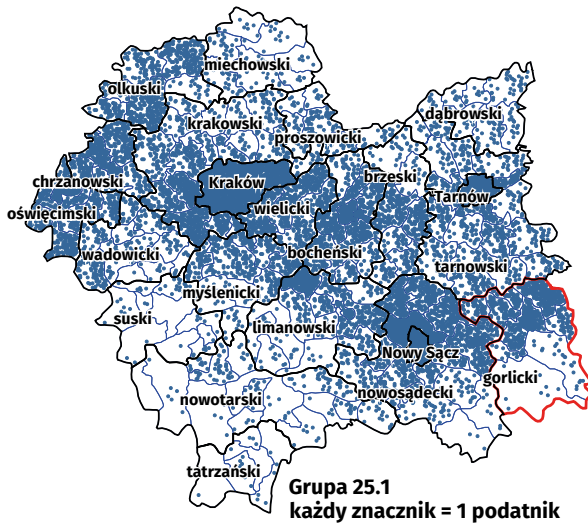 miechowski
olkuski
dąbrowski
krakowski
proszowicki
brzeski
chrzanowski
Kraków
Tarnów
oświęcimski
wielicki
wadowicki
bocheński
tarnowski
myślenicki
suski
limanowski
Nowy Sącz
gorlicki
nowotarski
nowosądecki
tatrzański
Grupa 25.1
każdy znacznik = 1 podatnik